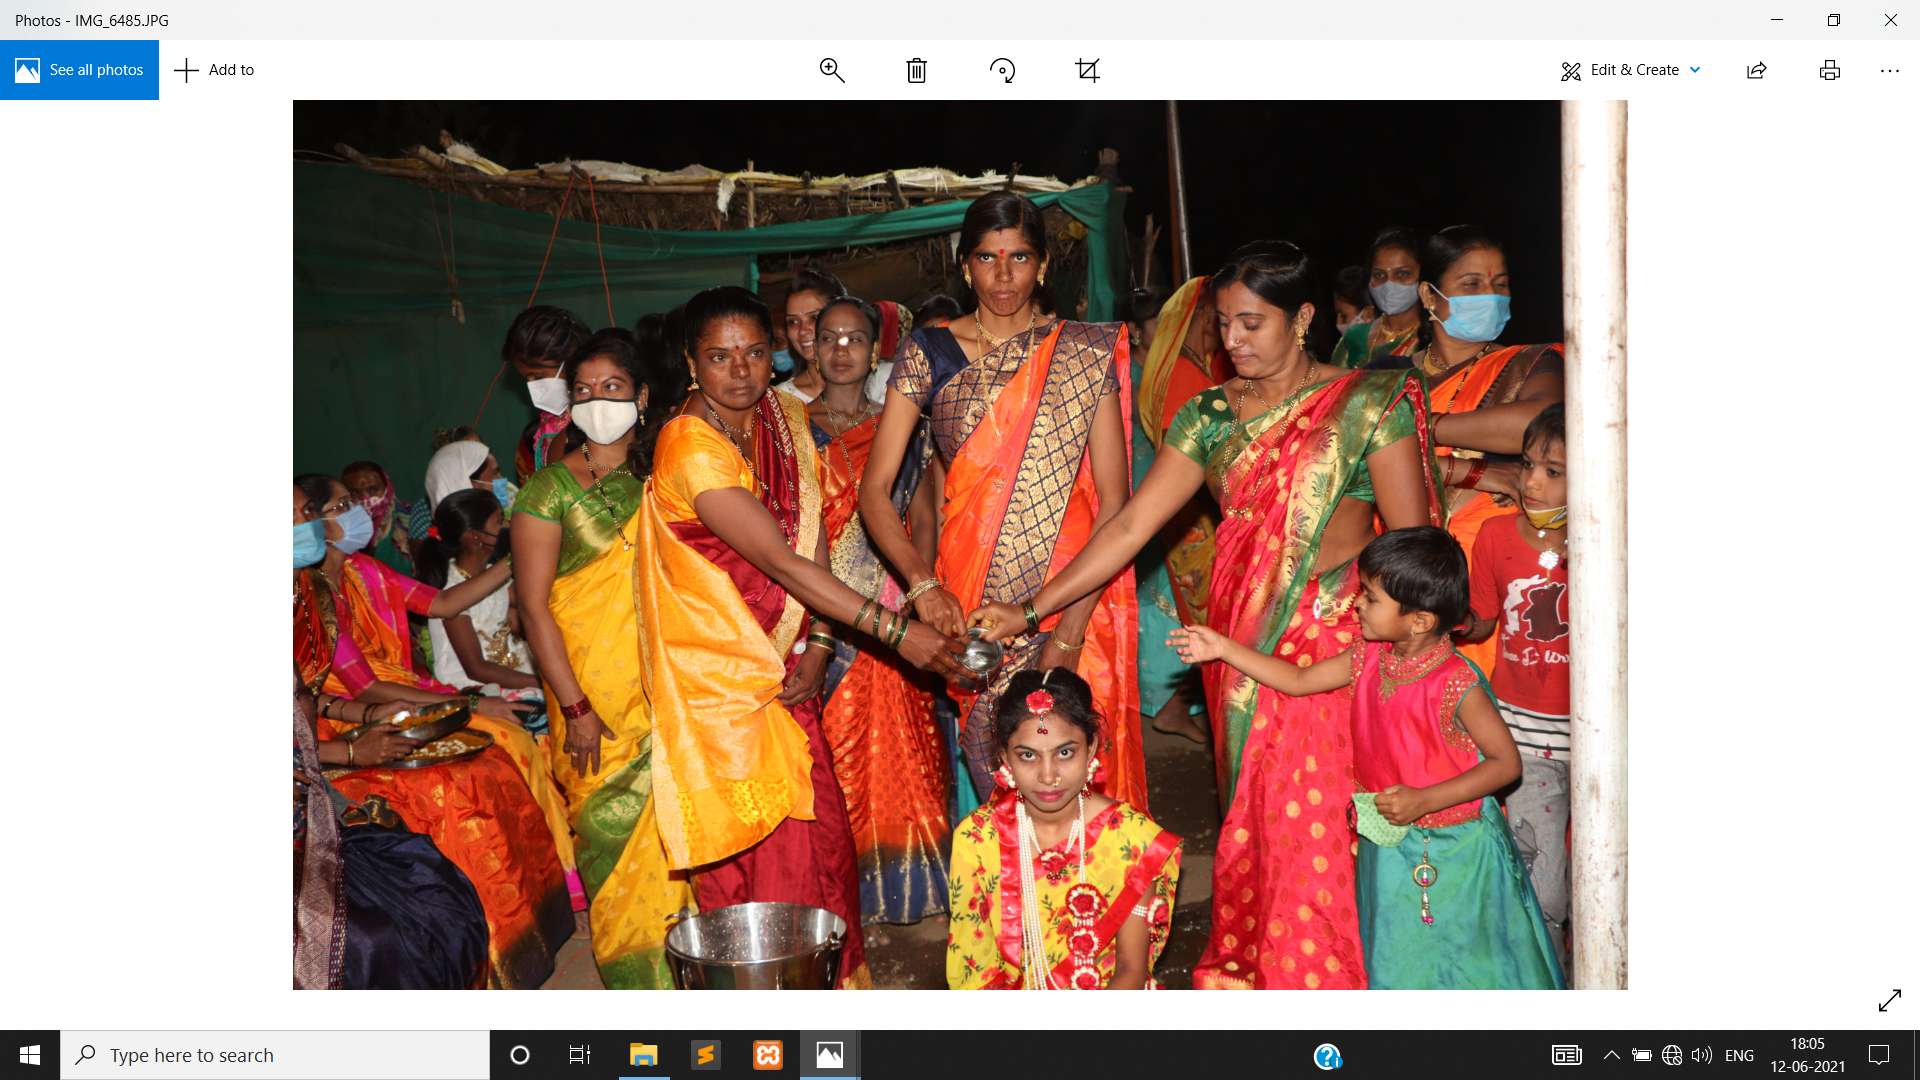 Photos - IMG_6485.JPG
See all photos
Add to
Edit & Create
Type here to search
ENG
18:05
12-06-2021